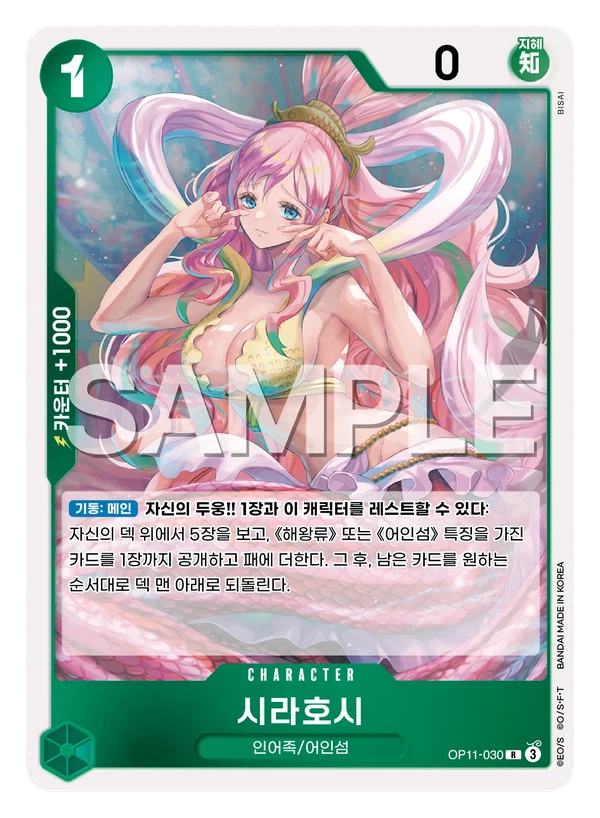 1
0
지혜
知
BISAI
⚡카운터 +1000
SAMPLE
기동: 메인 자신의 두웅!! 1장과 이 캐릭터를 레스트할 수 있다:
자신의 덱 위에서 5장을 보고, 《해왕류》 또는 《어인섬》 특징을 가진
카드를 1장까지 공개하고 패에 더한다. 그 후, 남은 카드를 원하는
순서대로 덱 맨 아래로 되돌린다.
CHARACTER
시라호시
인어족/어인섬
OP11-030 R 3
©EO/S ©O/S·F·T BANDAI MADE IN KOREA